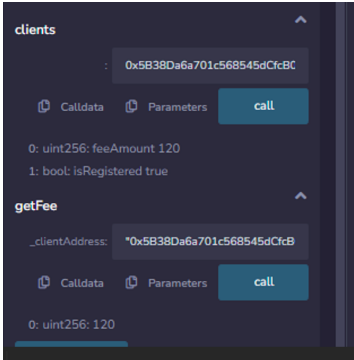 clients
:
0x5B38Da6a701c568545dCfcB0
Calldata Parameters call
0: uint256: feeAmount 120
1: bool: isRegistered true
getFee
_clientAddress: "0x5B38Da6a701c568545dCfcB
Calldata Parameters call
0: uint256: 120